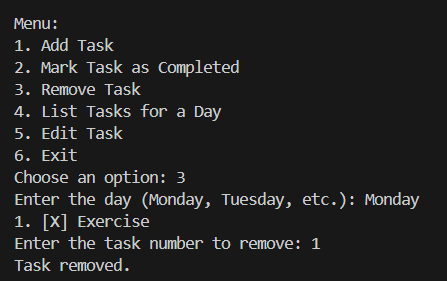 Menu:
1. Add Task
2. Mark Task as Completed
3. Remove Task
4. List Tasks for a Day
5. Edit Task
6. Exit
Choose an option: 3
Enter the day (Monday, Tuesday, etc.): Monday
1. [X] Exercise
Enter the task number to remove: 1
Task removed.